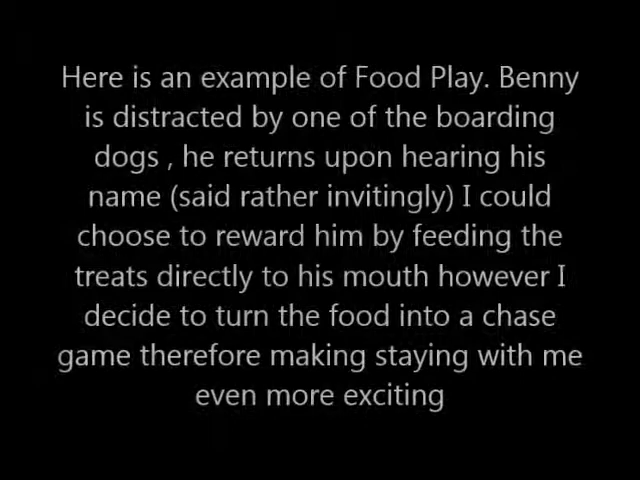 Here is an example of Food Play. Benny
is distracted by one of the boarding
dogs , he returns upon hearing his
name (said rather invitingly) I could
choose to reward him by feeding the
treats directly to his mouth however I
decide to turn the food into a chase
game therefore making staying with me
even more exciting